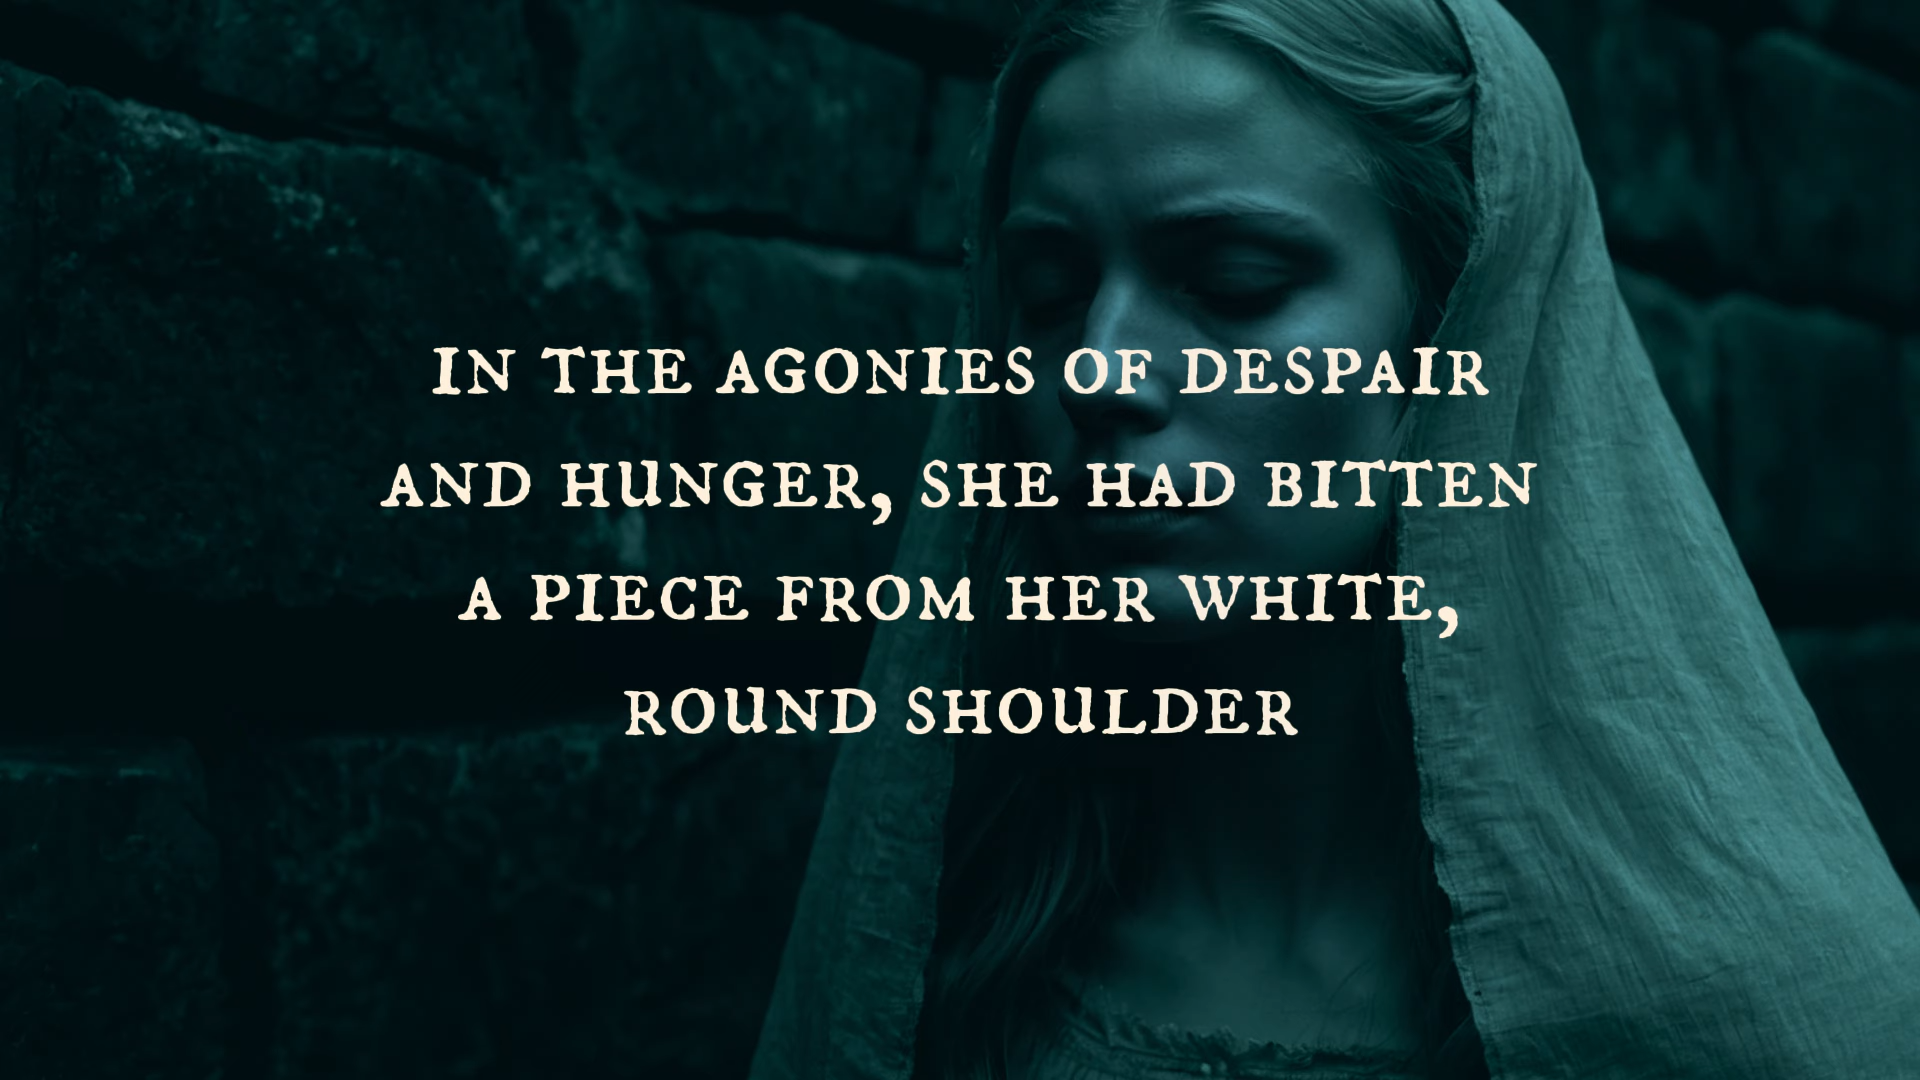 IN THE AGONIES OF DESPAIR
AND HUNGER, SHE HAD BITTEN
A PIECE FROM HER WHITE,
ROUND SHOULDER